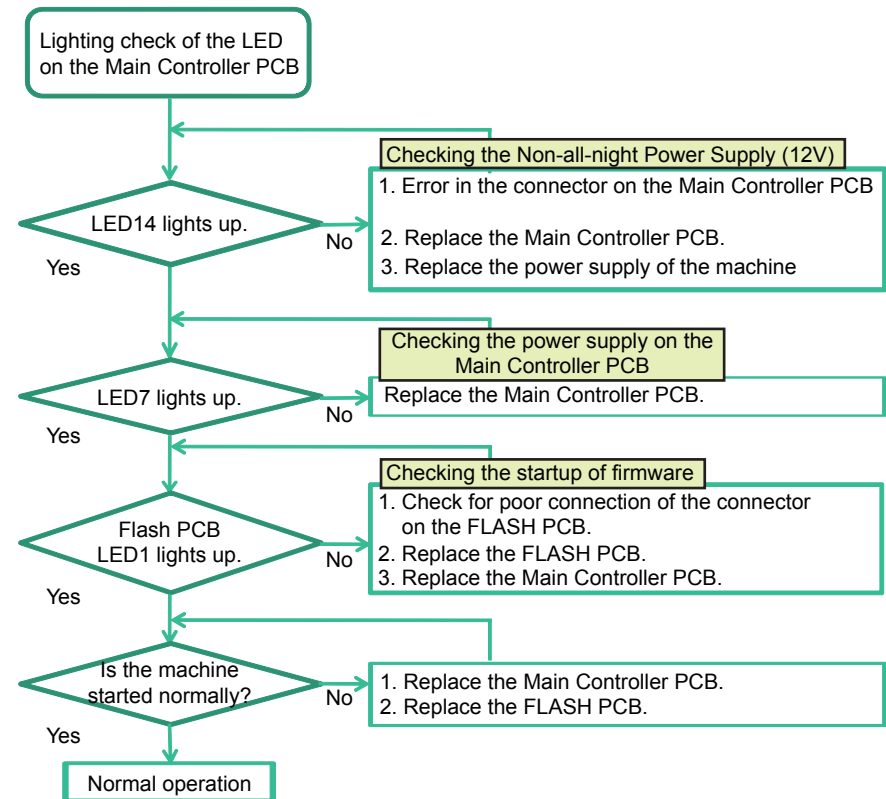 Lighting check of the LED
on the Main Controller PCB
Checking the Non-all-night Power Supply (12V)
1. Error in the connector on the Main Controller PCB
2. Replace the Main Controller PCB.
3. Replace the power supply of the machine
LED14 lights up.
No
Yes
Checking the power supply on the
Main Controller PCB
Replace the Main Controller PCB.
LED7 lights up.
No
Yes
Checking the startup of firmware
1. Check for poor connection of the connector
on the FLASH PCB.
2. Replace the FLASH PCB.
3. Replace the Main Controller PCB.
Flash PCB
LED1 lights up.
No
Yes
Is the machine
started normally?
No
1. Replace the Main Controller PCB.
2. Replace the FLASH PCB.
Yes
Normal operation